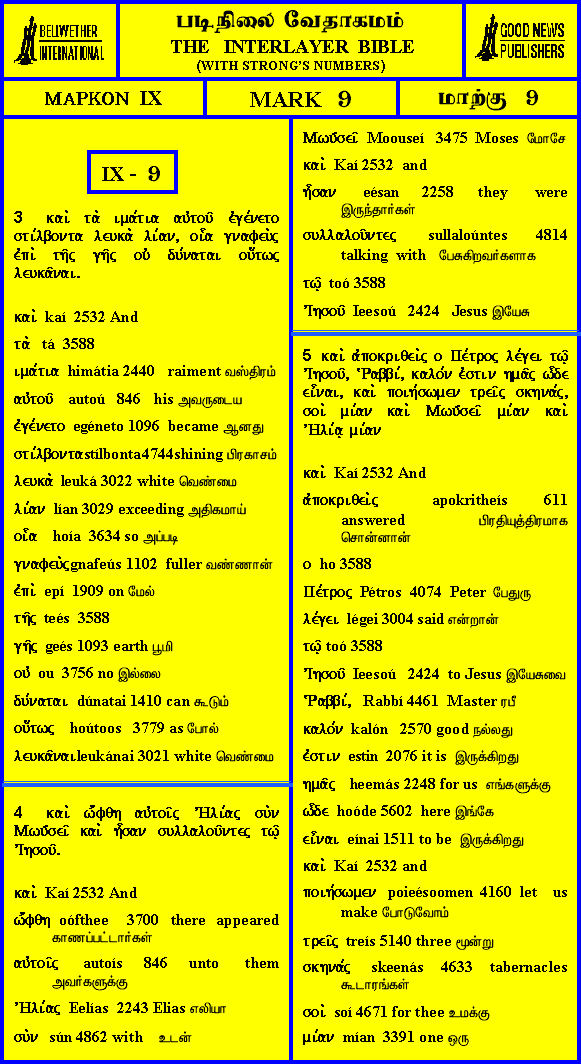 BELLWETHER
INTERNATIONAL
படிநிலை வேதாகமம்
THE INTERLAYER BIBLE
(WITH STRONG'S NUMBERS)
GOOD NEWS
PUBLISHERS
ΜΑΡΚΟΝ IX
MARK 9
மாற்கு 9
IX - 9
3 καὶ τὰ ιμάτια αὐτοῦ ἐγένετο
στίλβοντα λευκὰ λίαν, οἷα γναφεὺς
ἐπὶ τῆς γῆς οὐ δύναται οὕτως
λευκᾶναι.
καὶ kaí 2532 And
τὰ tá 3588
ιμάτια himátia 2440 raiment வஸ்திரம்
αὐτοῦ autoú 846 his அவருடைய
ἐγένετο egéneto 1096 became ஆனது
στίλβοντα stílbonta4744shining பிரகாசம்
λευκὰ leuká 3022 white வெண்மை
λίαν lían 3029 exceeding அதிகமாய்
οἷα hoía 3634 so அப்படி
γναφεὺς gnafeús 1102 fuller வண்ணான்
ἐπὶ epí 1909 on மேல்
τῆς teés 3588
γῆς geés 1093 earth பூமி
οὐ ou 3756 no இல்லை
δύναται dúnatai 1410 can கூடும்
οὕτως hoútoos 3779 as போல்
λευκᾶναι leukánai 3021 white வெண்மை
4 καὶ ὤφθη αὐτοῖς Ἠλίας σὺν
Μωϋσεῖ καὶ ἦσαν συλλαλοῦντες τῷ
Ἰησοῦ.
καὶ Kaí 2532 And
ὤφθη oófthee 3700 there appeared
காணப்பட்டார்கள்
αὐτοῖς autoís 846 unto them
அவர்களுக்கு
Ἠλίας Eelías 2243 Elias எலியா
σὺν sún 4862 with உடன்
Μωϋσεῖ Moouseí 3475 Moses மோசே
καὶ Kaí 2532 and
ἦσαν eésan 2258 they were
இருந்தார்கள்
συλλαλοῦντες sullaloúntes 4814
talking with பேசுகிறவர்களாக
τῷ toó 3588
Ἰησοῦ Ieesoú 2424 Jesus இயேசு
5 καὶ ἀποκριθεὶς ο Πέτρος λέγει τῷ
Ἰησοῦ, Ῥαββί, καλόν ἐστιν ημᾶς ὧδε
εἶναι, καὶ ποιήσωμεν τρεῖς σκηνάς,
σοὶ μίαν καὶ Μωϋσεῖ μίαν καὶ
Ἠλίᾳ μίαν
καὶ Kaí 2532 And
ἀποκριθεὶς apokritheís 611
answered பிரதியுத்திரமாக
சொன்னான்
ο ho 3588
Πέτρος Pétros 4074 Peter பேதுரு
λέγει légei 3004 said என்றான்
τῷ toó 3588
Ἰησοῦ Ieesoú 2424 to Jesus இயேசுவை
Ῥαββί, Rabbí 4461 Master ரபீ
καλόν kalón 2570 good நல்லது
ἐστιν estin 2076 it is இருக்கிறது
ημᾶς heemás 2248 for us எங்களுக்கு
ὧδε hoóde 5602 here இங்கே
εἶναι eínai 1511 to be இருக்கிறது
καὶ Kaí 2532 and
ποιήσωμεν poieésoomen 4160 let us
make போடுவோம்
τρεῖς treís 5140 three மூன்று
σκηνάς skeenás 4633 tabernacles
கூடாரங்கள்
σοὶ soí 4671 for thee உமக்கு
μίαν mían 3391 one ஒரு